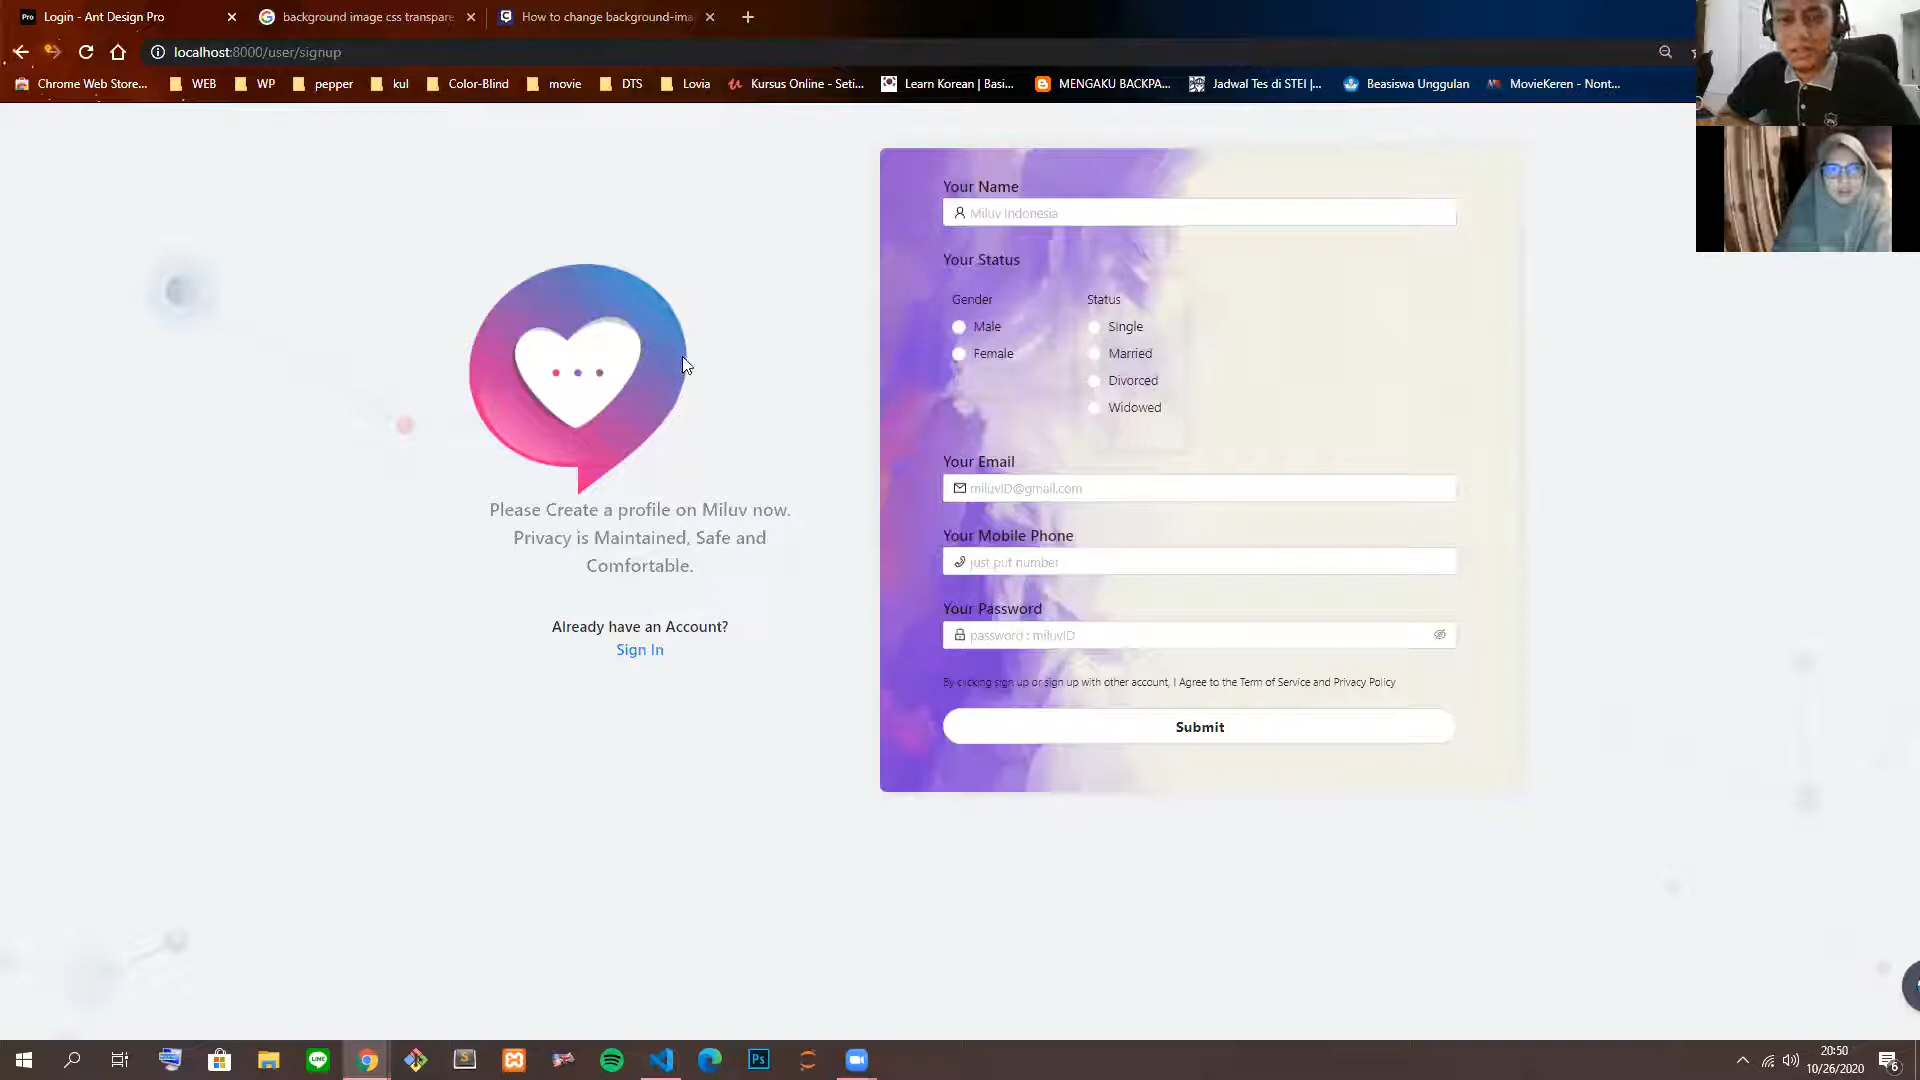 Login - Ant Design Pro
background image css transpare
How to change background-ima
localhost:8000/user/signup
Chrome Web Store...
WEB
WP
pepper
kul
Color-Blind
movie
DTS
Lovia
Kursus Online - Seti...
Learn Korean | Basi...
MENGAKU BACKPA...
Jadwal Tes di STEI |...
Beasiswa Unggulan
MovieKeren - Nont...
Please Create a profile on Miluv now.
Privacy is Maintained, Safe and
Comfortable.
Already have an Account?
Sign In
Your Name
Miluv Indonesia
Your Status
Gender
Status
Male
Single
Female
Married
Divorced
Widowed
Your Email
miluvID@gmail.com
Your Mobile Phone
just put number
Your Password
password : miluvID
By clicking sign up or sign up with other account, I Agree to the Term of Service and Privacy Policy
Submit
20:50
10/26/2020